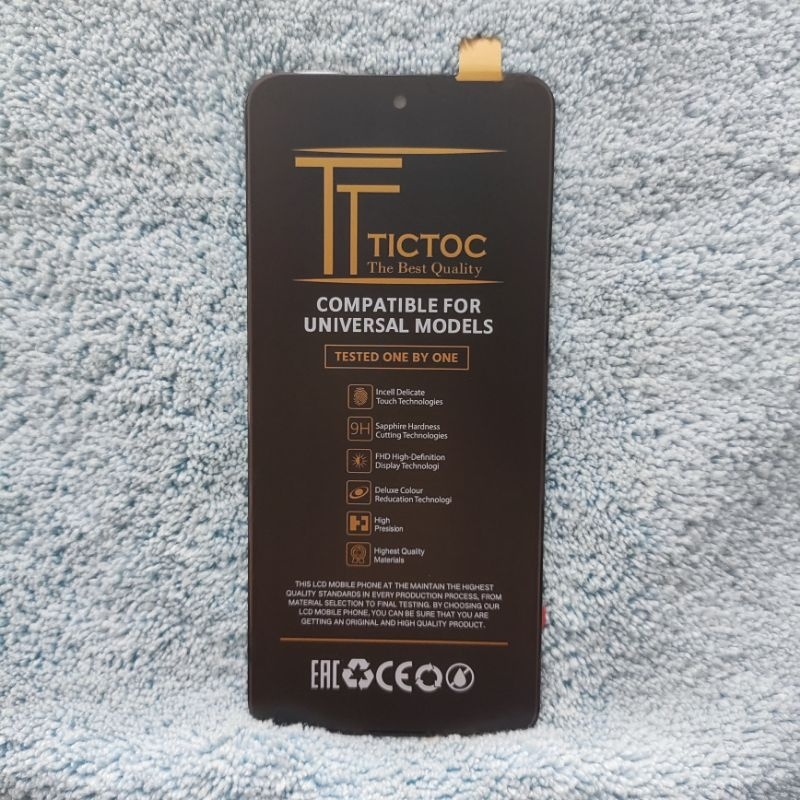 TT
TICTOC
The Best Quality
COMPATIBLE FOR
UNIVERSAL MODELS
TESTED ONE BY ONE
Incell Delicate
Touch Technologies
9H
Sapphire Hardness
Cutting Technologies
FHD High-Definition
Display Technologi
Deluxe Colour
Reducation Technologi
High
Presision
Highest Quality
Materials
THIS LCD MOBILE PHONE AT THE MAINTAIN THE HIGHEST
QUALITY STANDARDS IN EVERY PRODUCTION PROCESS, FROM
MATERIAL SELECTION TO FINAL TESTING. BY CHOOSING OUR
LCD MOBILE PHONE, YOU CAN BE SURE THAT YOU ARE
GETTING AN ORIGINAL AND HIGH QUALITY PRODUCT.
EAC CE